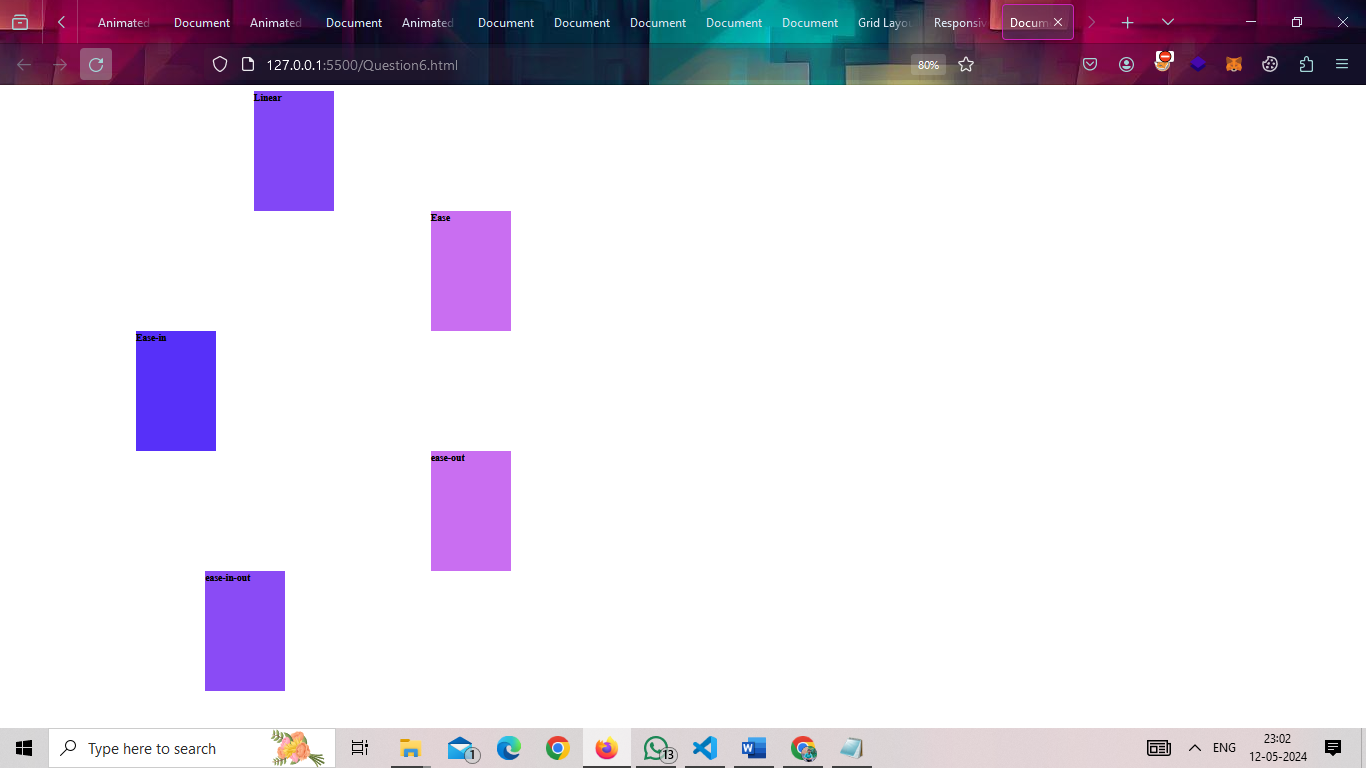 Animated Document Animated Document Animated Document Document Document Document Document Grid Layou Responsiv Docum
127.0.0.1:5500/Question6.html 80%
Linear
Ease
Ease-in
ease-out
ease-in-out
Type here to search 1 13 ENG 23:02
12-05-2024